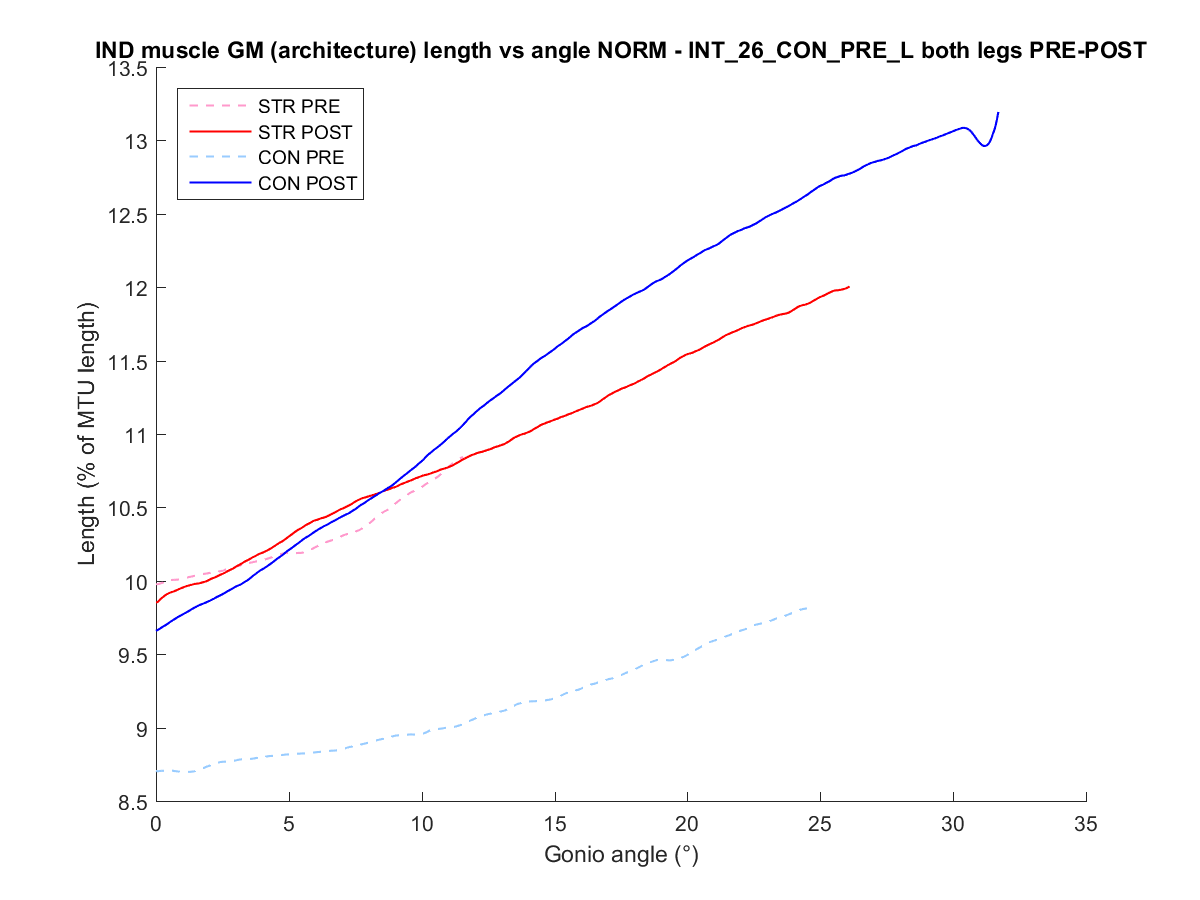 IND muscle GM (architecture) length vs angle NORM - INT_26_CON_PRE_L both legs PRE-POST
STR PRE
STR POST
CON PRE
CON POST
13.5
13
12.5
12
11.5
11
10.5
10
9.5
9
8.5
Length (% of MTU length)
0 5 10 15 20 25 30 35
Gonio angle (°)